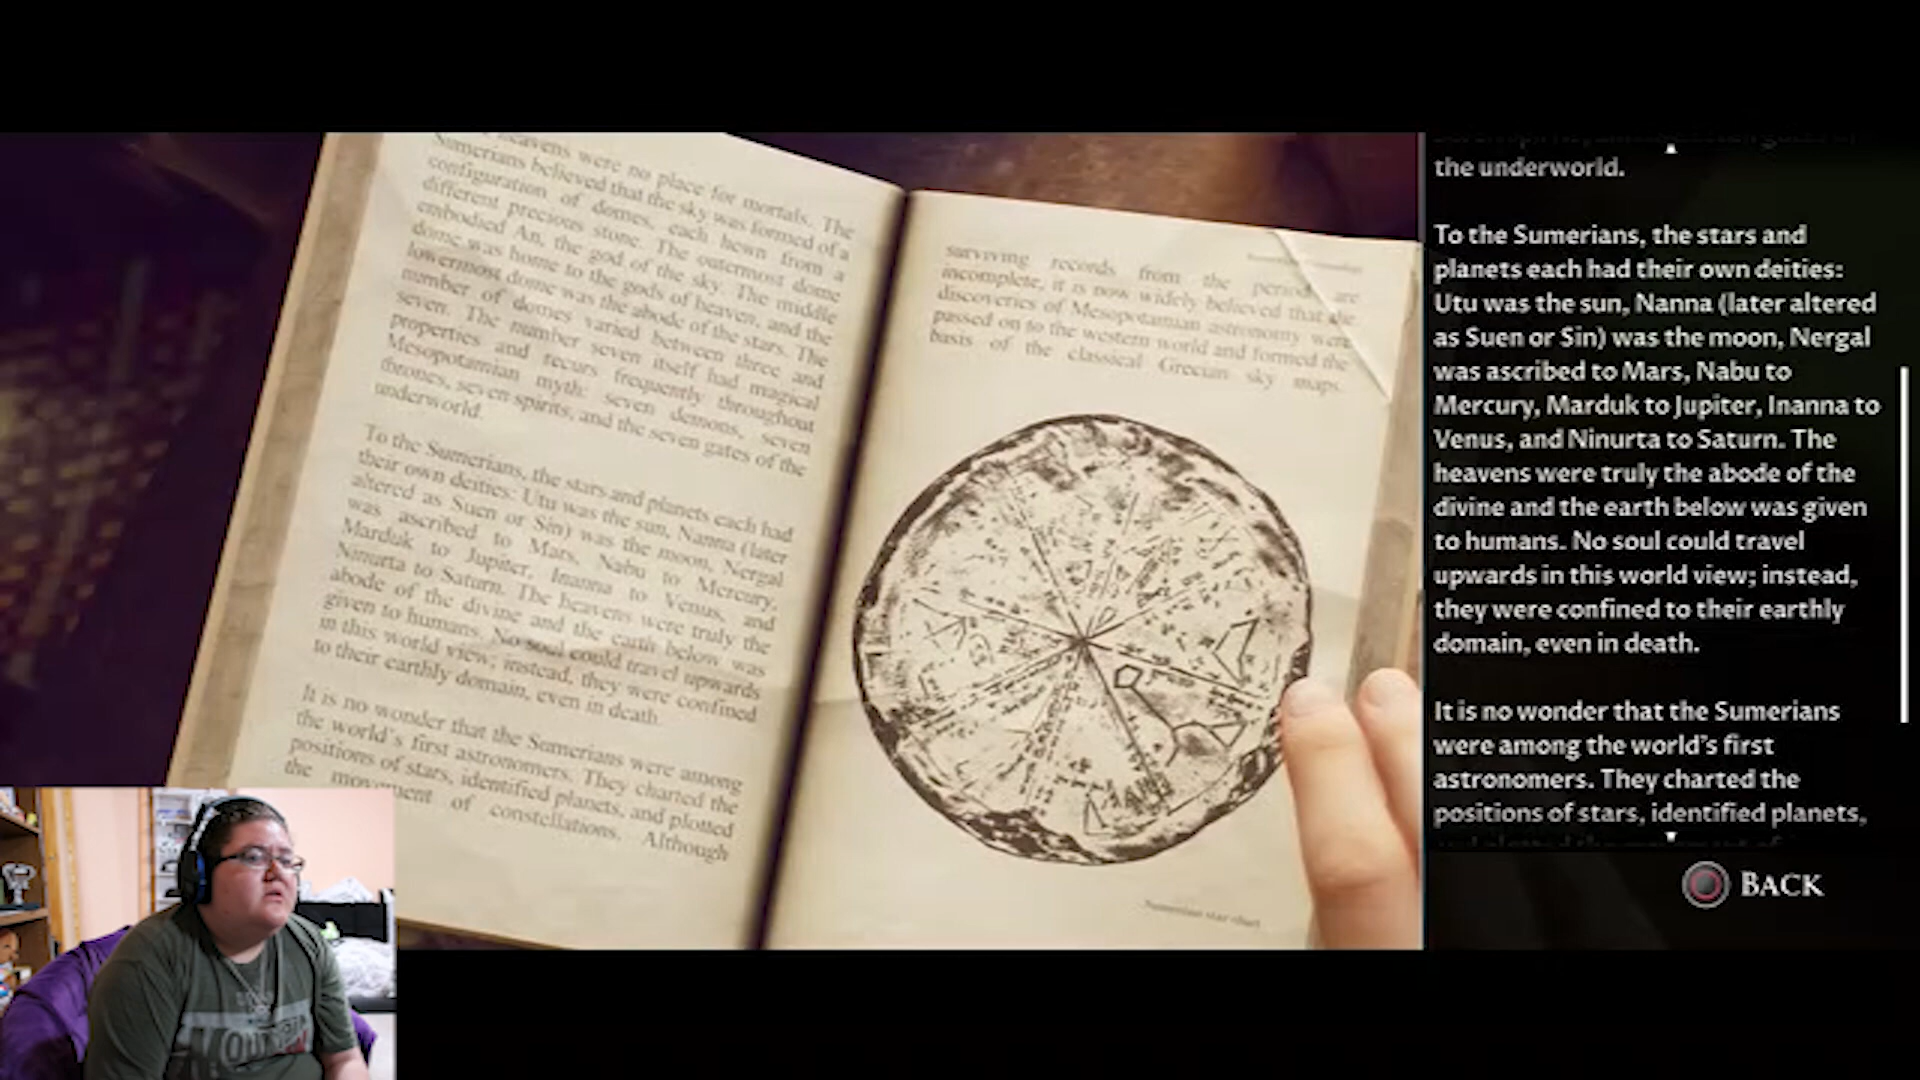 heavens were no place for mortals. The
Sumerians believed that the sky was formed of a
configuration of domes, each hewn from a
different precious stone. The outermost dome
embodied An, the god of the sky. The middle
dome was home to the gods of heaven, and the
lowermost dome was the abode of the stars. The
number of domes varied between three and
seven. The number seven itself had magical
properties and recurs frequently throughout
Mesopotamian myth: seven demons, seven
thrones, seven spirits, and the seven gates of the
underworld.
To the Sumerians, the stars and planets each had
their own deities: Utu was the sun, Nanna (later
altered as Suen or Sin) was the moon, Nergal
was ascribed to Mars, Nabu to Mercury,
Marduk to Jupiter, Inanna to Venus, and
Ninurta to Saturn. The heavens were truly the
abode of the divine and the earth below was
given to humans. No soul could travel upwards
in this world view; instead, they were confined
to their earthly domain, even in death.
It is no wonder that the Sumerians were among
the world's first astronomers. They charted the
positions of stars, identified planets, and plotted
the movement of constellations. Although
surviving records from the period are
incomplete, it is now widely believed that the
discoveries of Mesopotamian astronomy were
passed on to the western world and formed the
basis of the classical Grecian sky maps.
Sumerian star chart
the underworld.
To the Sumerians, the stars and
planets each had their own deities:
Utu was the sun, Nanna (later altered
as Suen or Sin) was the moon, Nergal
was ascribed to Mars, Nabu to
Mercury, Marduk to Jupiter, Inanna to
Venus, and Ninurta to Saturn. The
heavens were truly the abode of the
divine and the earth below was given
to humans. No soul could travel
upwards in this world view; instead,
they were confined to their earthly
domain, even in death.
It is no wonder that the Sumerians
were among the world's first
astronomers. They charted the
positions of stars, identified planets,
BACK